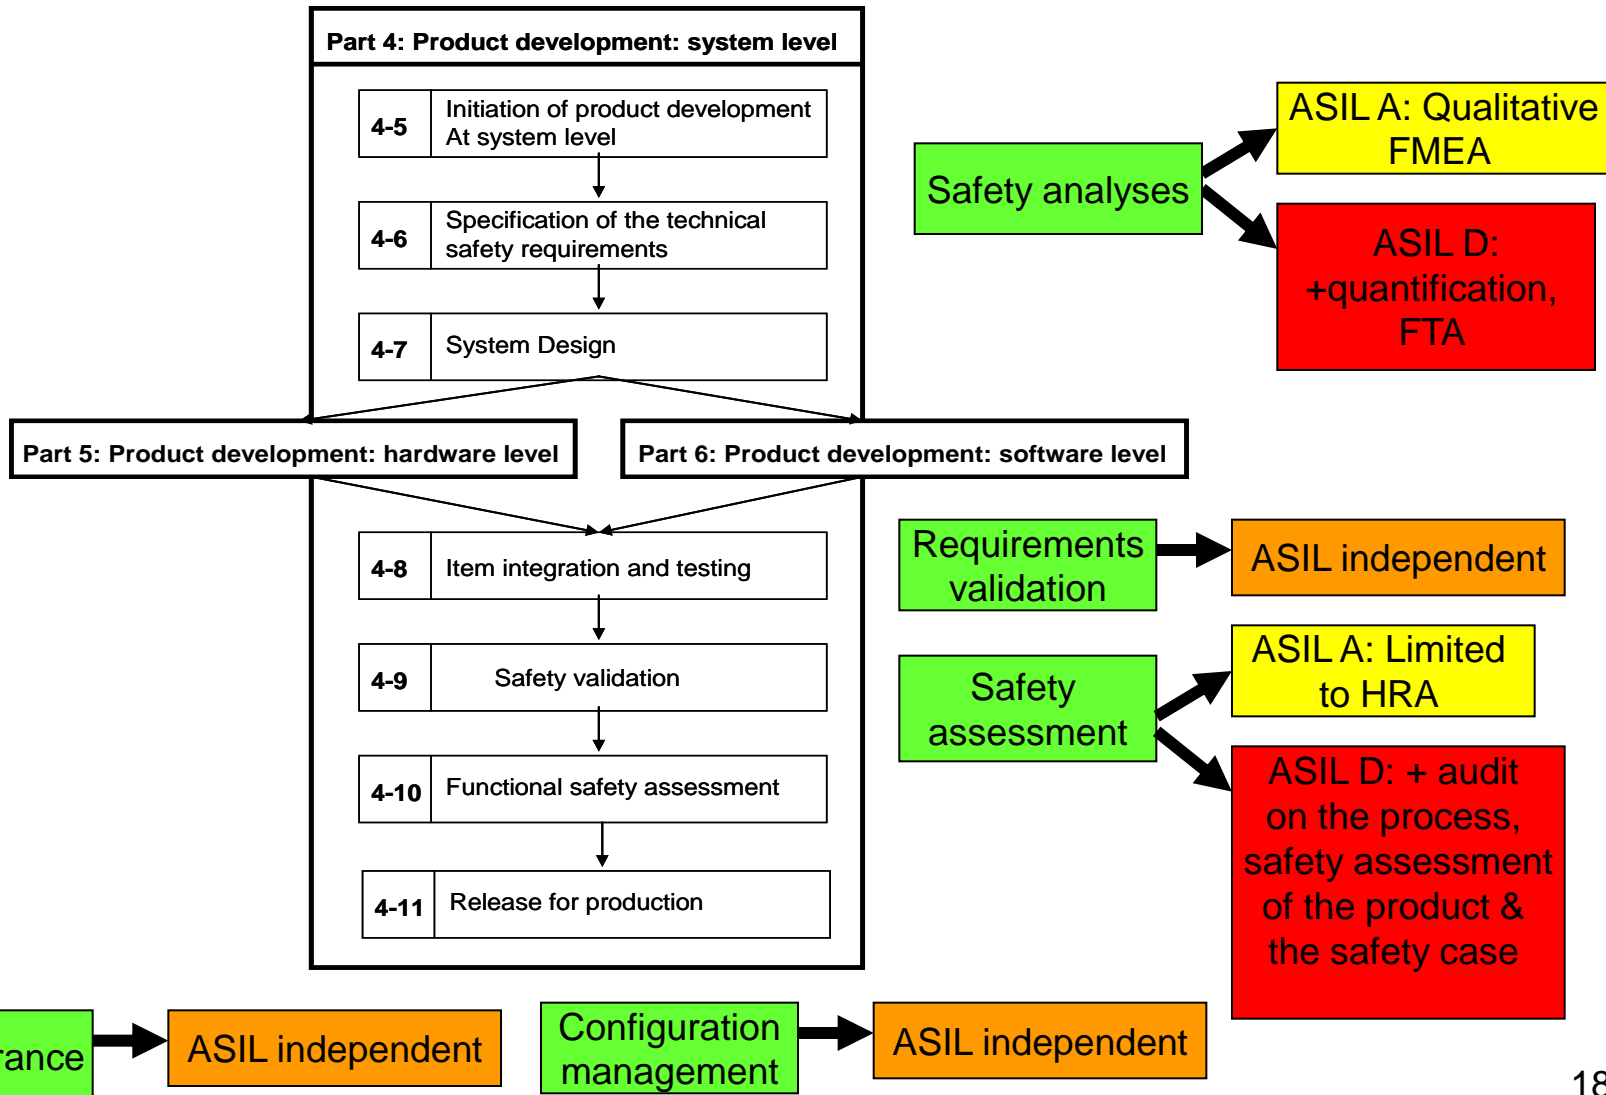 Part 4: Product development: system level
4-5
Initiation of product development
At system level
4-6
Specification of the technical
safety requirements
4-7
System Design
Part 5: Product development: hardware level
Part 6: Product development: software level
4-8
Item integration and testing
4-9
Safety validation
4-10
Functional safety assessment
4-11
Release for production
Safety analyses
ASIL A: Qualitative
FMEA
ASIL D:
+quantification,
FTA
Requirements
validation
ASIL independent
Safety
assessment
ASIL A: Limited
to HRA
ASIL D: + audit
on the process,
safety assessment
of the product &
the safety case
rance
ASIL independent
Configuration
management
ASIL independent
18